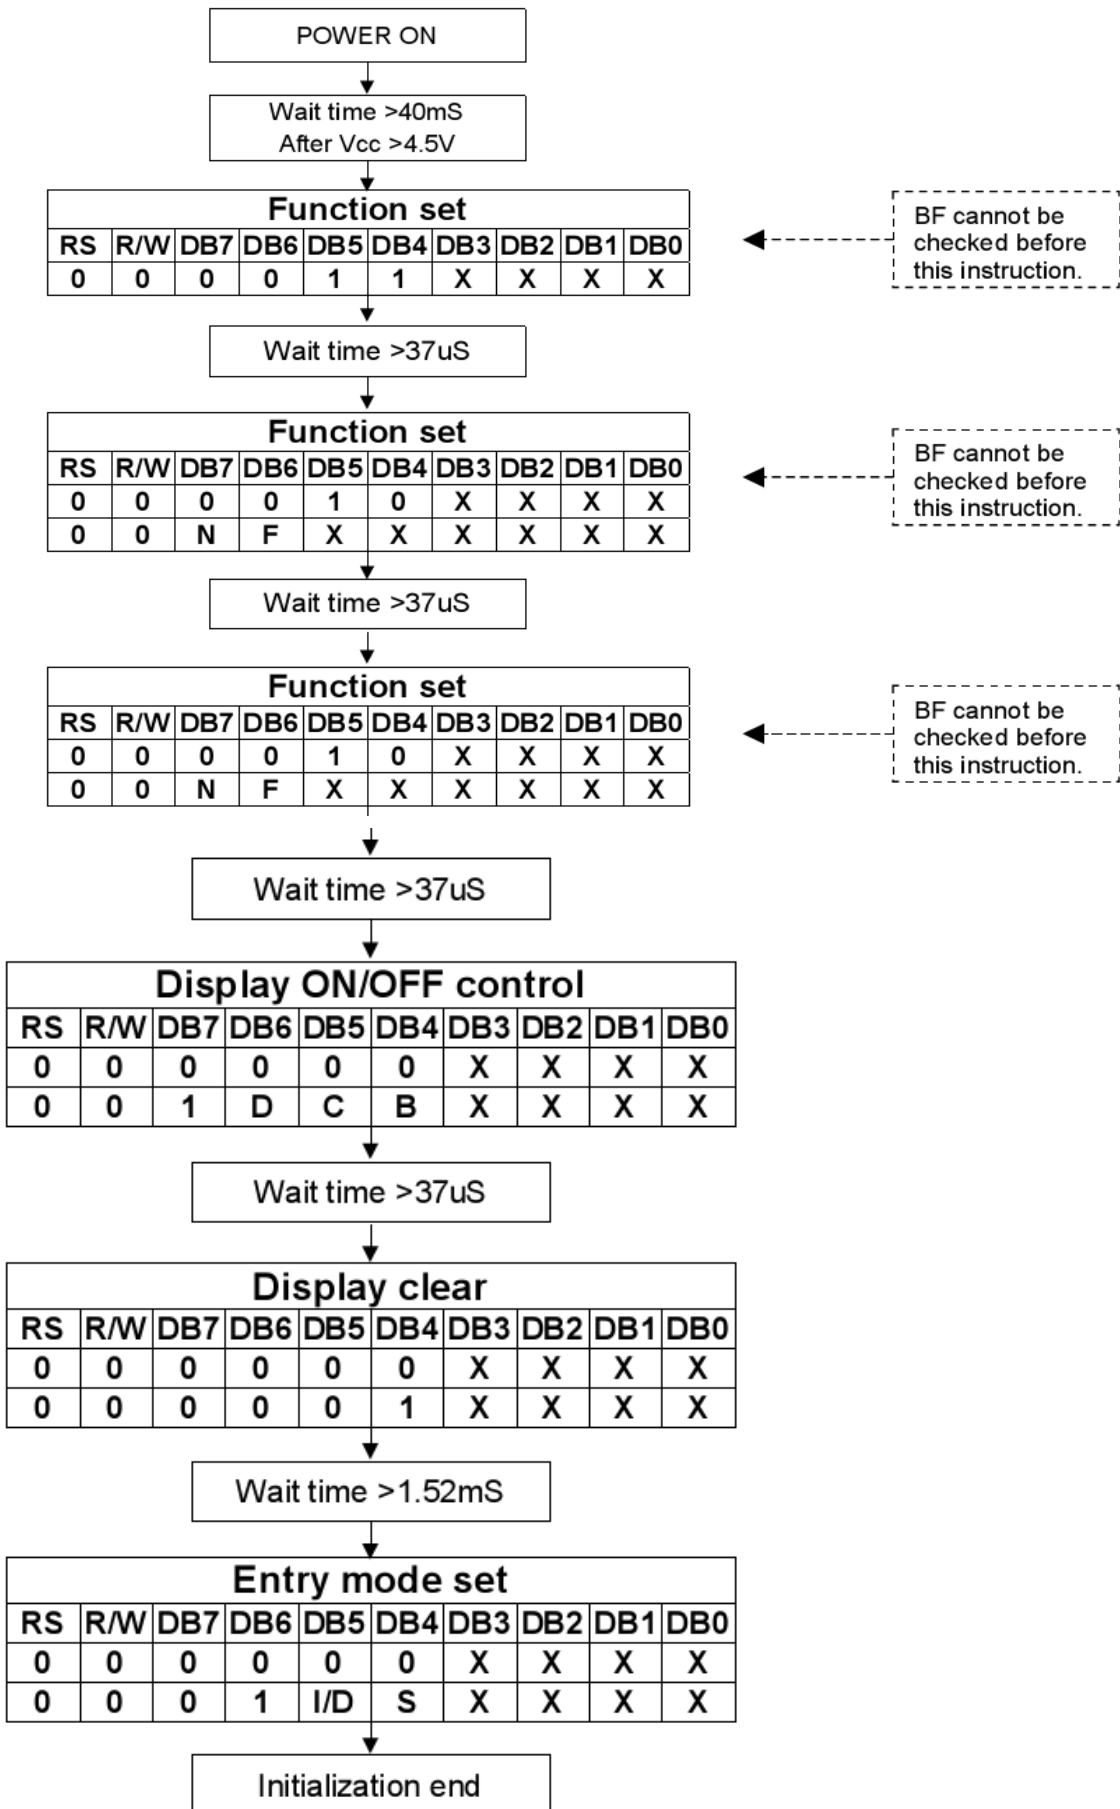 POWER ON
Wait time >40mS
After Vcc >4.5V
Function set
RS R/W DB7 DB6 DB5 DB4 DB3 DB2 DB1 DB0
0 0 0 0 1 1 X X X X
BF cannot be
checked before
this instruction.
Wait time >37uS
Function set
RS R/W DB7 DB6 DB5 DB4 DB3 DB2 DB1 DB0
0 0 0 0 1 0 X X X X
0 0 N F X X X X X X
BF cannot be
checked before
this instruction.
Wait time >37uS
Function set
RS R/W DB7 DB6 DB5 DB4 DB3 DB2 DB1 DB0
0 0 0 0 1 0 X X X X
0 0 N F X X X X X X
BF cannot be
checked before
this instruction.
Wait time >37uS
Display ON/OFF control
RS R/W DB7 DB6 DB5 DB4 DB3 DB2 DB1 DB0
0 0 0 0 0 0 X X X X
0 0 1 D C B X X X X
Wait time >37uS
Display clear
RS R/W DB7 DB6 DB5 DB4 DB3 DB2 DB1 DB0
0 0 0 0 0 0 X X X X
0 0 0 0 0 1 X X X X
Wait time >1.52mS
Entry mode set
RS R/W DB7 DB6 DB5 DB4 DB3 DB2 DB1 DB0
0 0 0 0 0 0 X X X X
0 0 0 1 I/D S X X X X
Initialization end